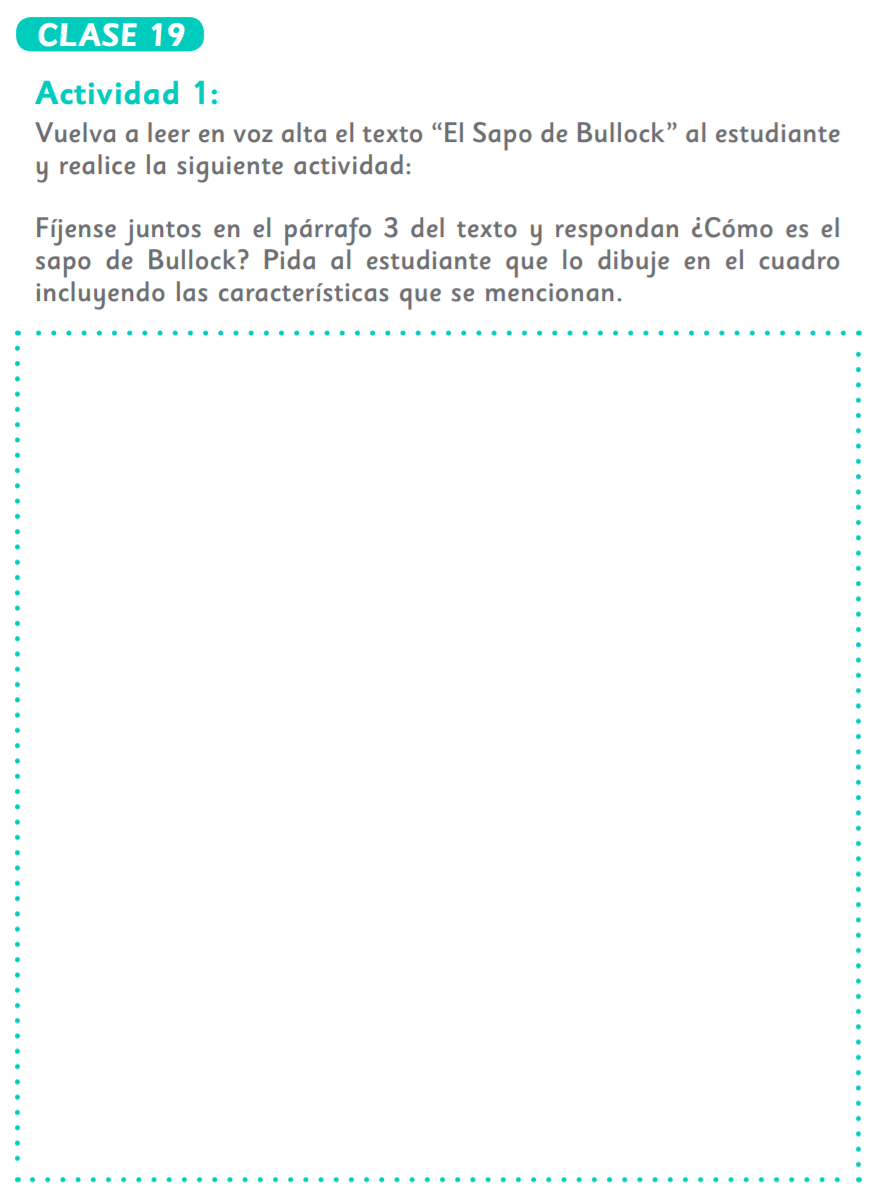 CLASE 19
Actividad 1:
Vuelva a leer en voz alta el texto “El Sapo de Bullock” al estudiante
y realice la siguiente actividad:
Fíjense juntos en el párrafo 3 del texto y respondan ¿Cómo es el
sapo de Bullock? Pida al estudiante que lo dibuje en el cuadro
incluyendo las características que se mencionan.